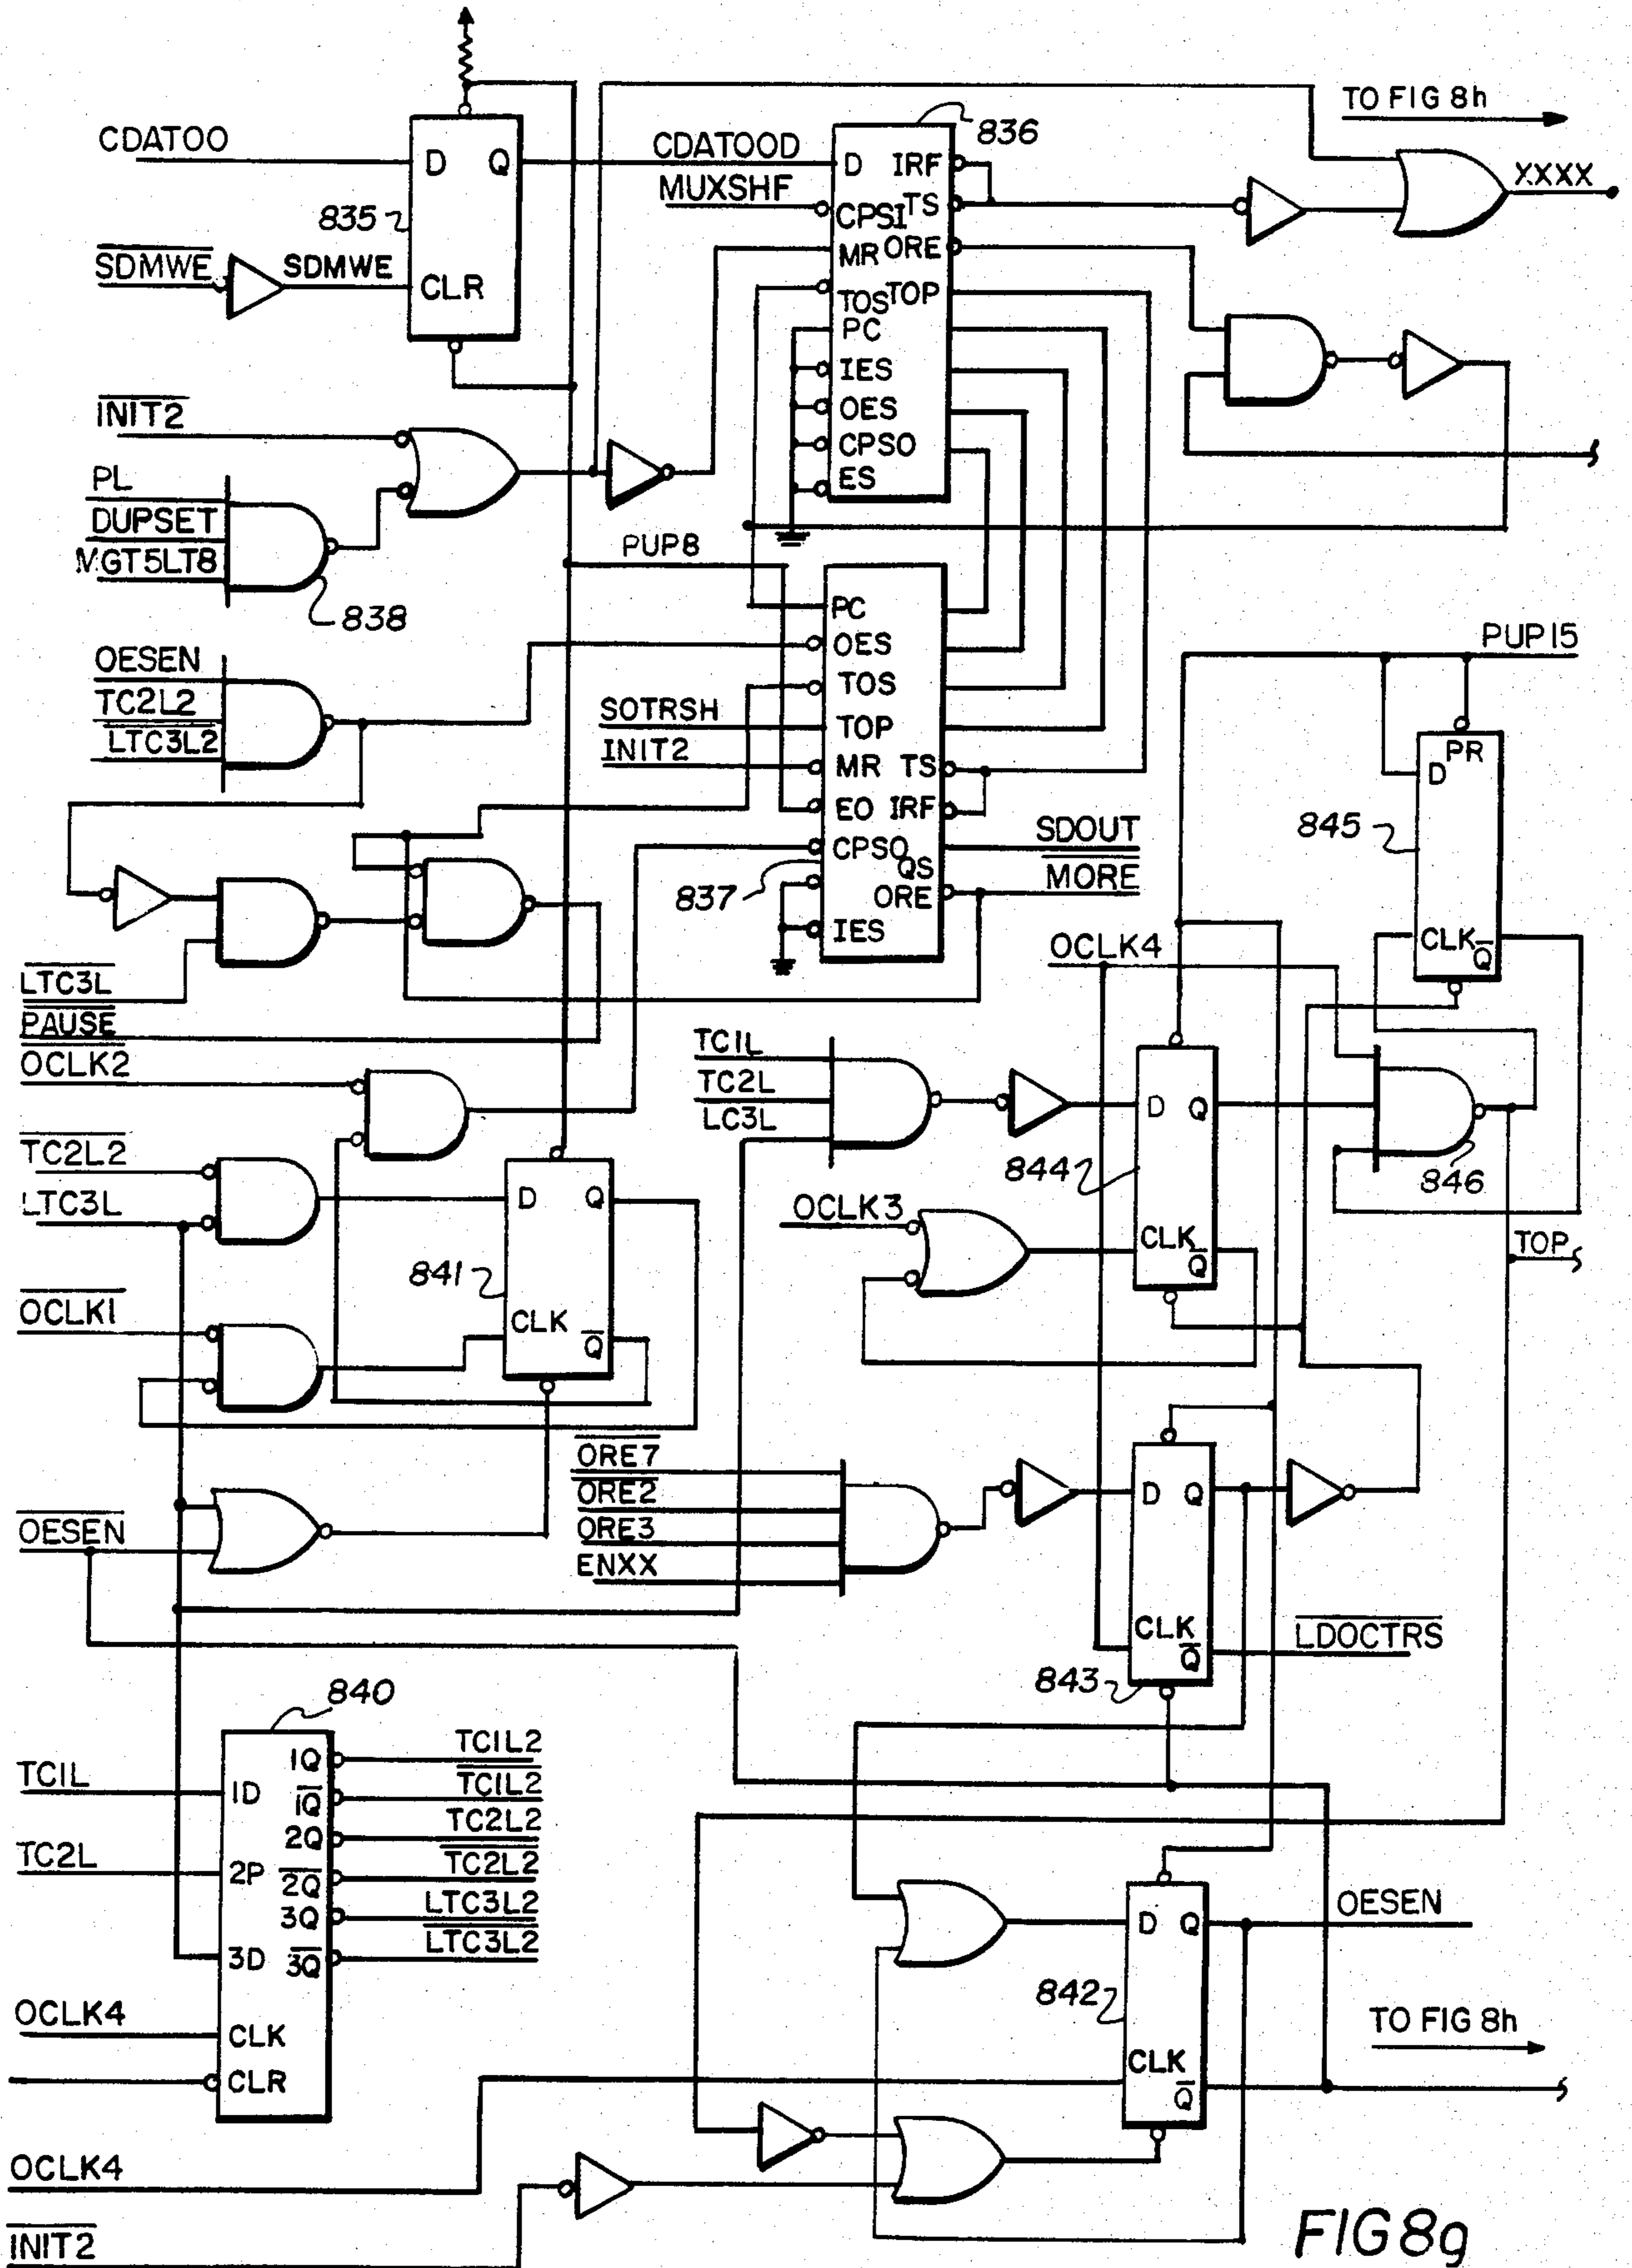 TO FIG 8h
CDATOO
D Q
CDATOOD
D IRF
836
XXXX
MUXSHF
CPSI TS
835
MR ORE
SDMWE
SDMWE
CLR
TOS TOP
PC
IES
OES
INIT2
CPSO
PL
ES
DUPSET
MGT5LT8
PUP8
838
PC
OES
PUP15
OESEN
TOS
TC2L2
SOTRSH
TOP
LTC3L2
INIT2
MR TS
PR
D
EO IRF
845
SDOUT
CPSO
QS
MORE
837
ORE
IES
CLK
Q
OCLK4
LTC3L
PAUSE
TC1L
OCLK2
TC2L
D Q
LC3L
TC2L2
844
846
D Q
LTC3L
OCLK3
CLK
Q
TOP
841
OCLK1
CLK
Q
ORE7
ORE2
D Q
OESEN
ORE3
ENXX
CLK
LDOCTRS
Q
843
840
1Q
TC1L2
TC1L
1D
1Q
TC1L2
2Q
TC2L2
TC2L
2P
2Q
TC2L2
3Q
LTC3L2
OESEN
D Q
3D
3Q
LTC3L2
842
OCLK4
CLK
TO FIG 8h
CLK
CLR
Q
OCLK4
INIT2
FIG 8g